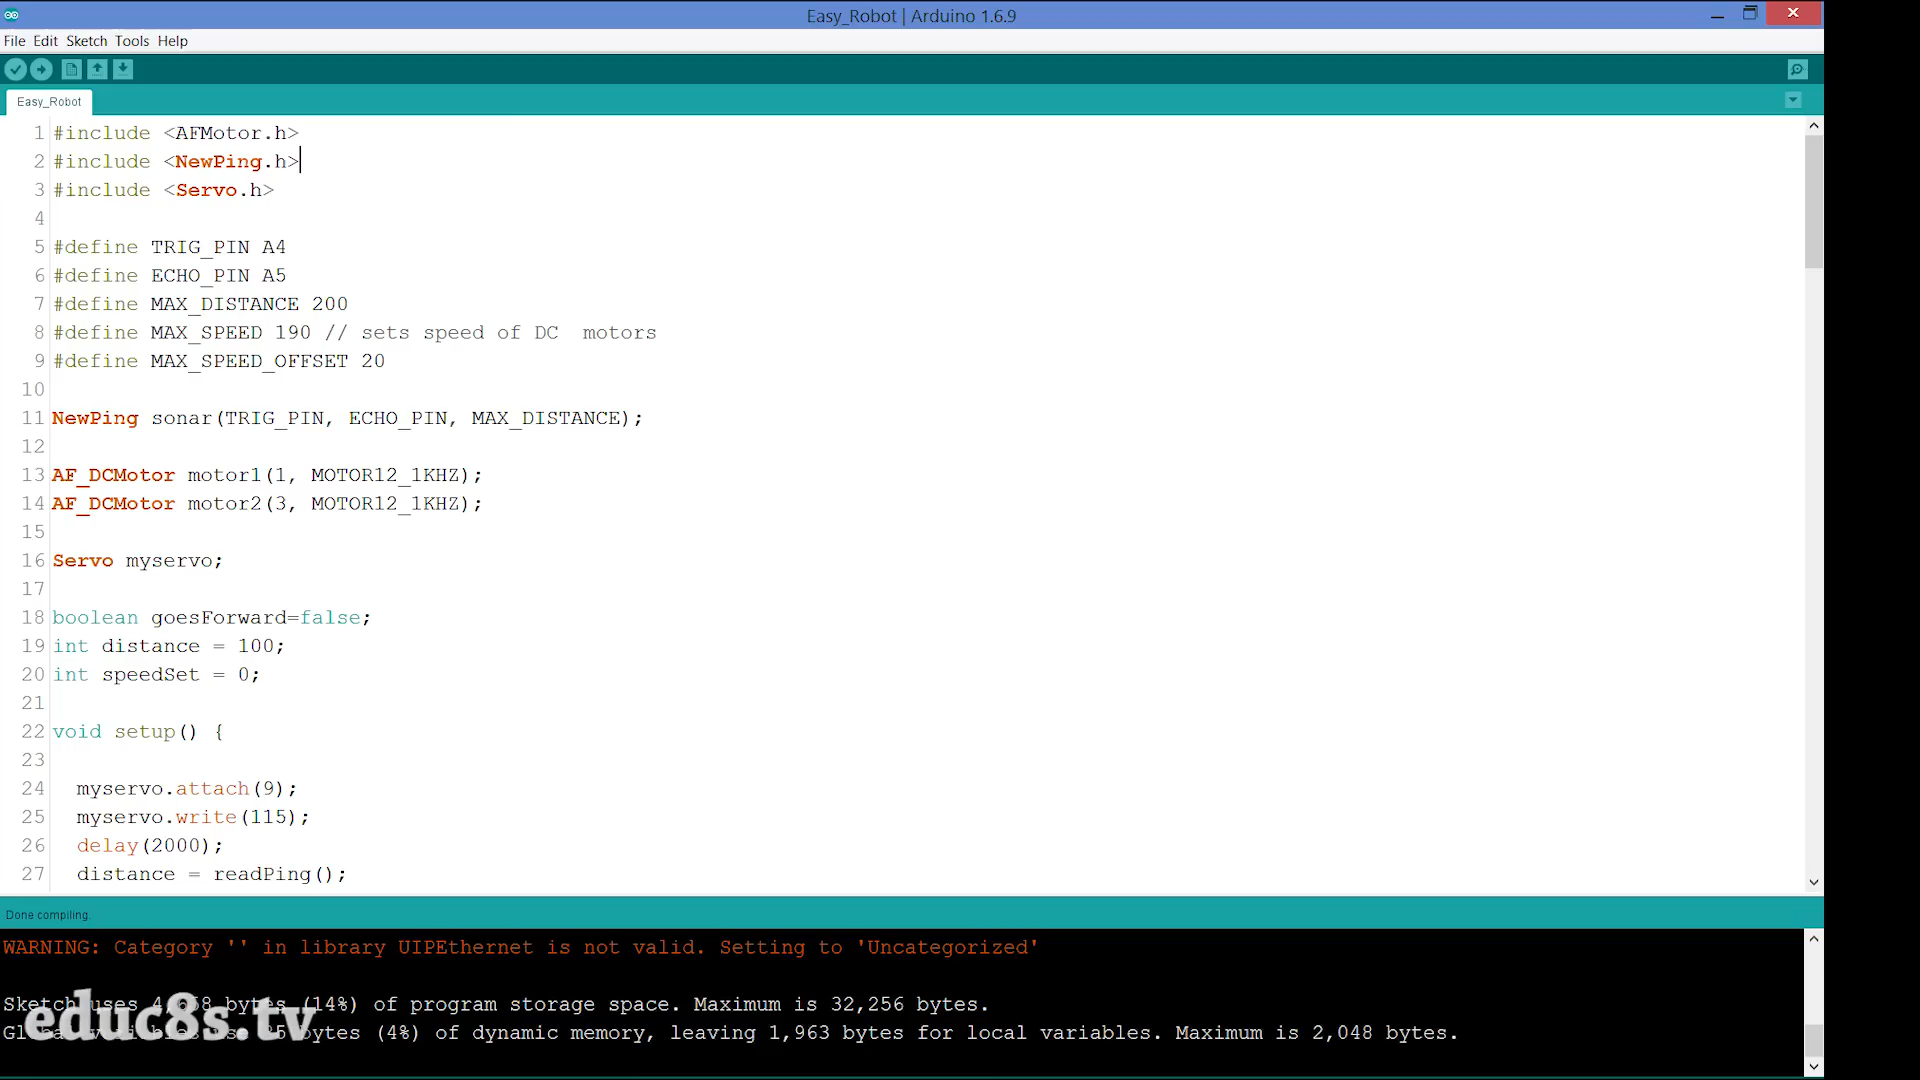 Easy_Robot | Arduino 1.6.9
File Edit Sketch Tools Help
Easy_Robot
1 #include <AFMotor.h>
2 #include <NewPing.h>
3 #include <Servo.h>
4
5 #define TRIG_PIN A4
6 #define ECHO_PIN A5
7 #define MAX_DISTANCE 200
8 #define MAX_SPEED 190 // sets speed of DC  motors
9 #define MAX_SPEED_OFFSET 20
10
11 NewPing sonar(TRIG_PIN, ECHO_PIN, MAX_DISTANCE);
12
13 AF_DCMotor motor1(1, MOTOR12_1KHZ);
14 AF_DCMotor motor2(3, MOTOR12_1KHZ);
15
16 Servo myservo;
17
18 boolean goesForward=false;
19 int distance = 100;
20 int speedSet = 0;
21
22 void setup() {
23
24   myservo.attach(9);
25   myservo.write(115);
26   delay(2000);
27   distance = readPing();
Done compiling.
WARNING: Category '' in library UIPEthernet is not valid. Setting to 'Uncategorized'
Sketch uses bytes (14%) of program storage space. Maximum is 32,256 bytes.
bytes (4%) of dynamic memory, leaving 1,963 bytes for local variables. Maximum is 2,048 bytes.
educ8s.tv